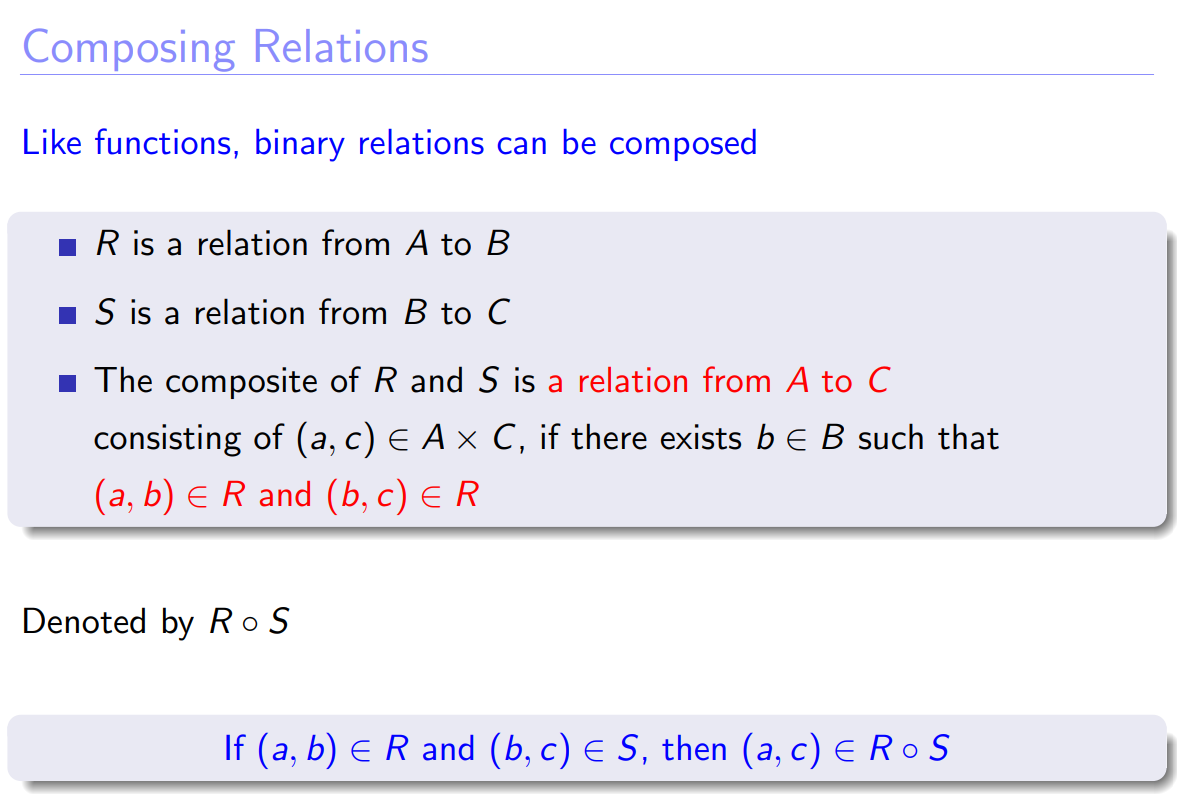 Composing Relations
Like functions, binary relations can be composed
R is a relation from A to B
S is a relation from B to C
The composite of R and S is a relation from A to C
consisting of (a, c) ∈ A × C, if there exists b ∈ B such that
(a, b) ∈ R and (b, c) ∈ R
Denoted by R ∘ S
If (a, b) ∈ R and (b, c) ∈ S, then (a, c) ∈ R ∘ S